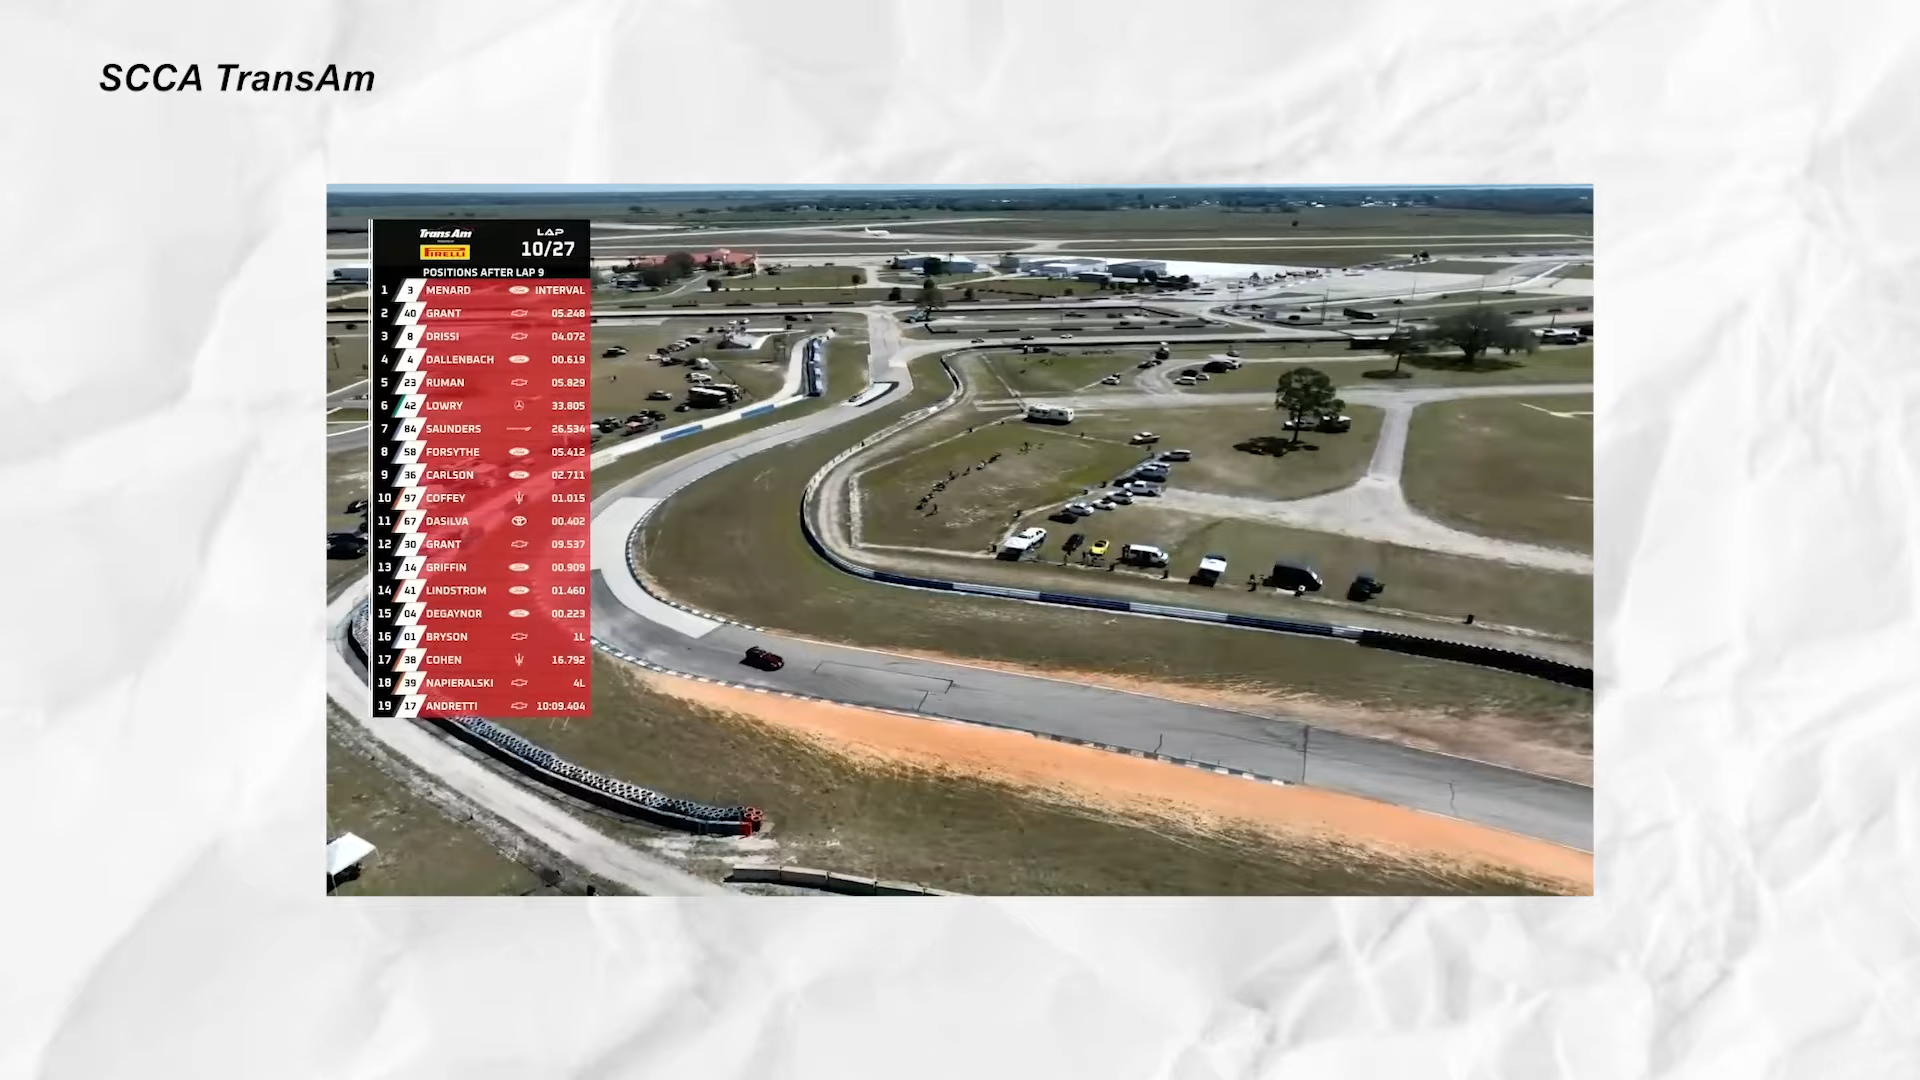 SCCA TransAm
Trans Am
PIRELLI
LAP
10/27
POSITIONS AFTER LAP 9
1 3 MENARD INTERVAL
2 40 GRANT 05.248
3 8 DRISSI 04.072
4 4 DALLENBACH 00.619
5 23 RUMAN 05.829
6 42 LOWRY 33.805
7 84 SAUNDERS 26.534
8 58 FORSYTHE 05.412
9 36 CARLSON 02.711
10 97 COFFEY 01.015
11 67 DASILVA 00.402
12 30 GRANT 09.537
13 14 GRIFFIN 00.909
14 41 LINDSTROM 01.460
15 04 DEGAYNOR 00.223
16 01 BRYSON 1L
17 38 COHEN 16.792
18 39 NAPIERALSKI 4L
19 17 ANDRETTI 10:09.404